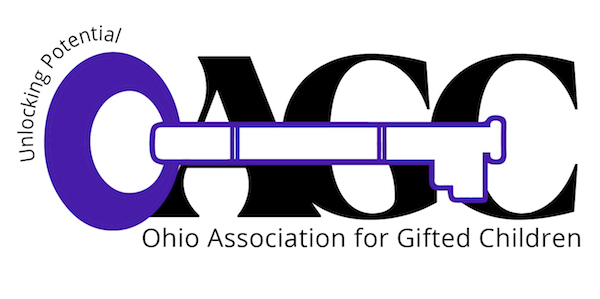 Unlocking Potential
OAGC
Ohio Association for Gifted Children